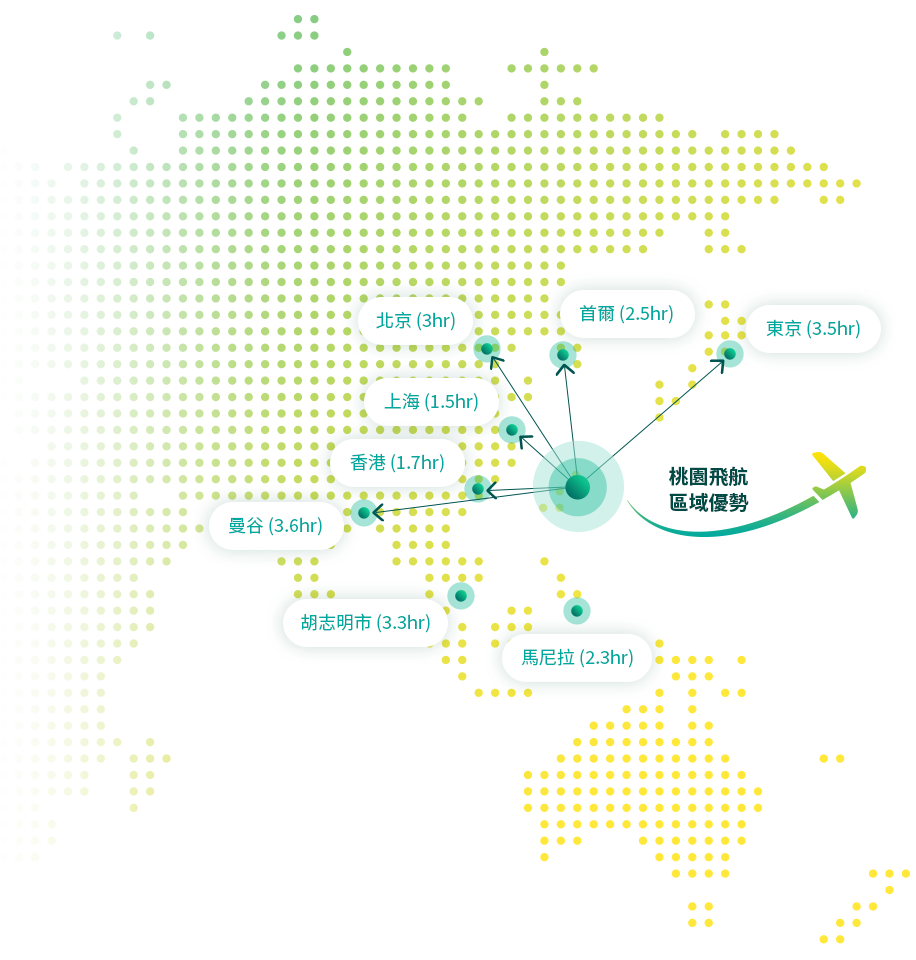 首爾 (2.5hr)
北京 (3hr)
東京 (3.5hr)
上海 (1.5hr)
香港 (1.7hr)
桃園飛航
區域優勢
曼谷 (3.6hr)
胡志明市 (3.3hr)
馬尼拉 (2.3hr)